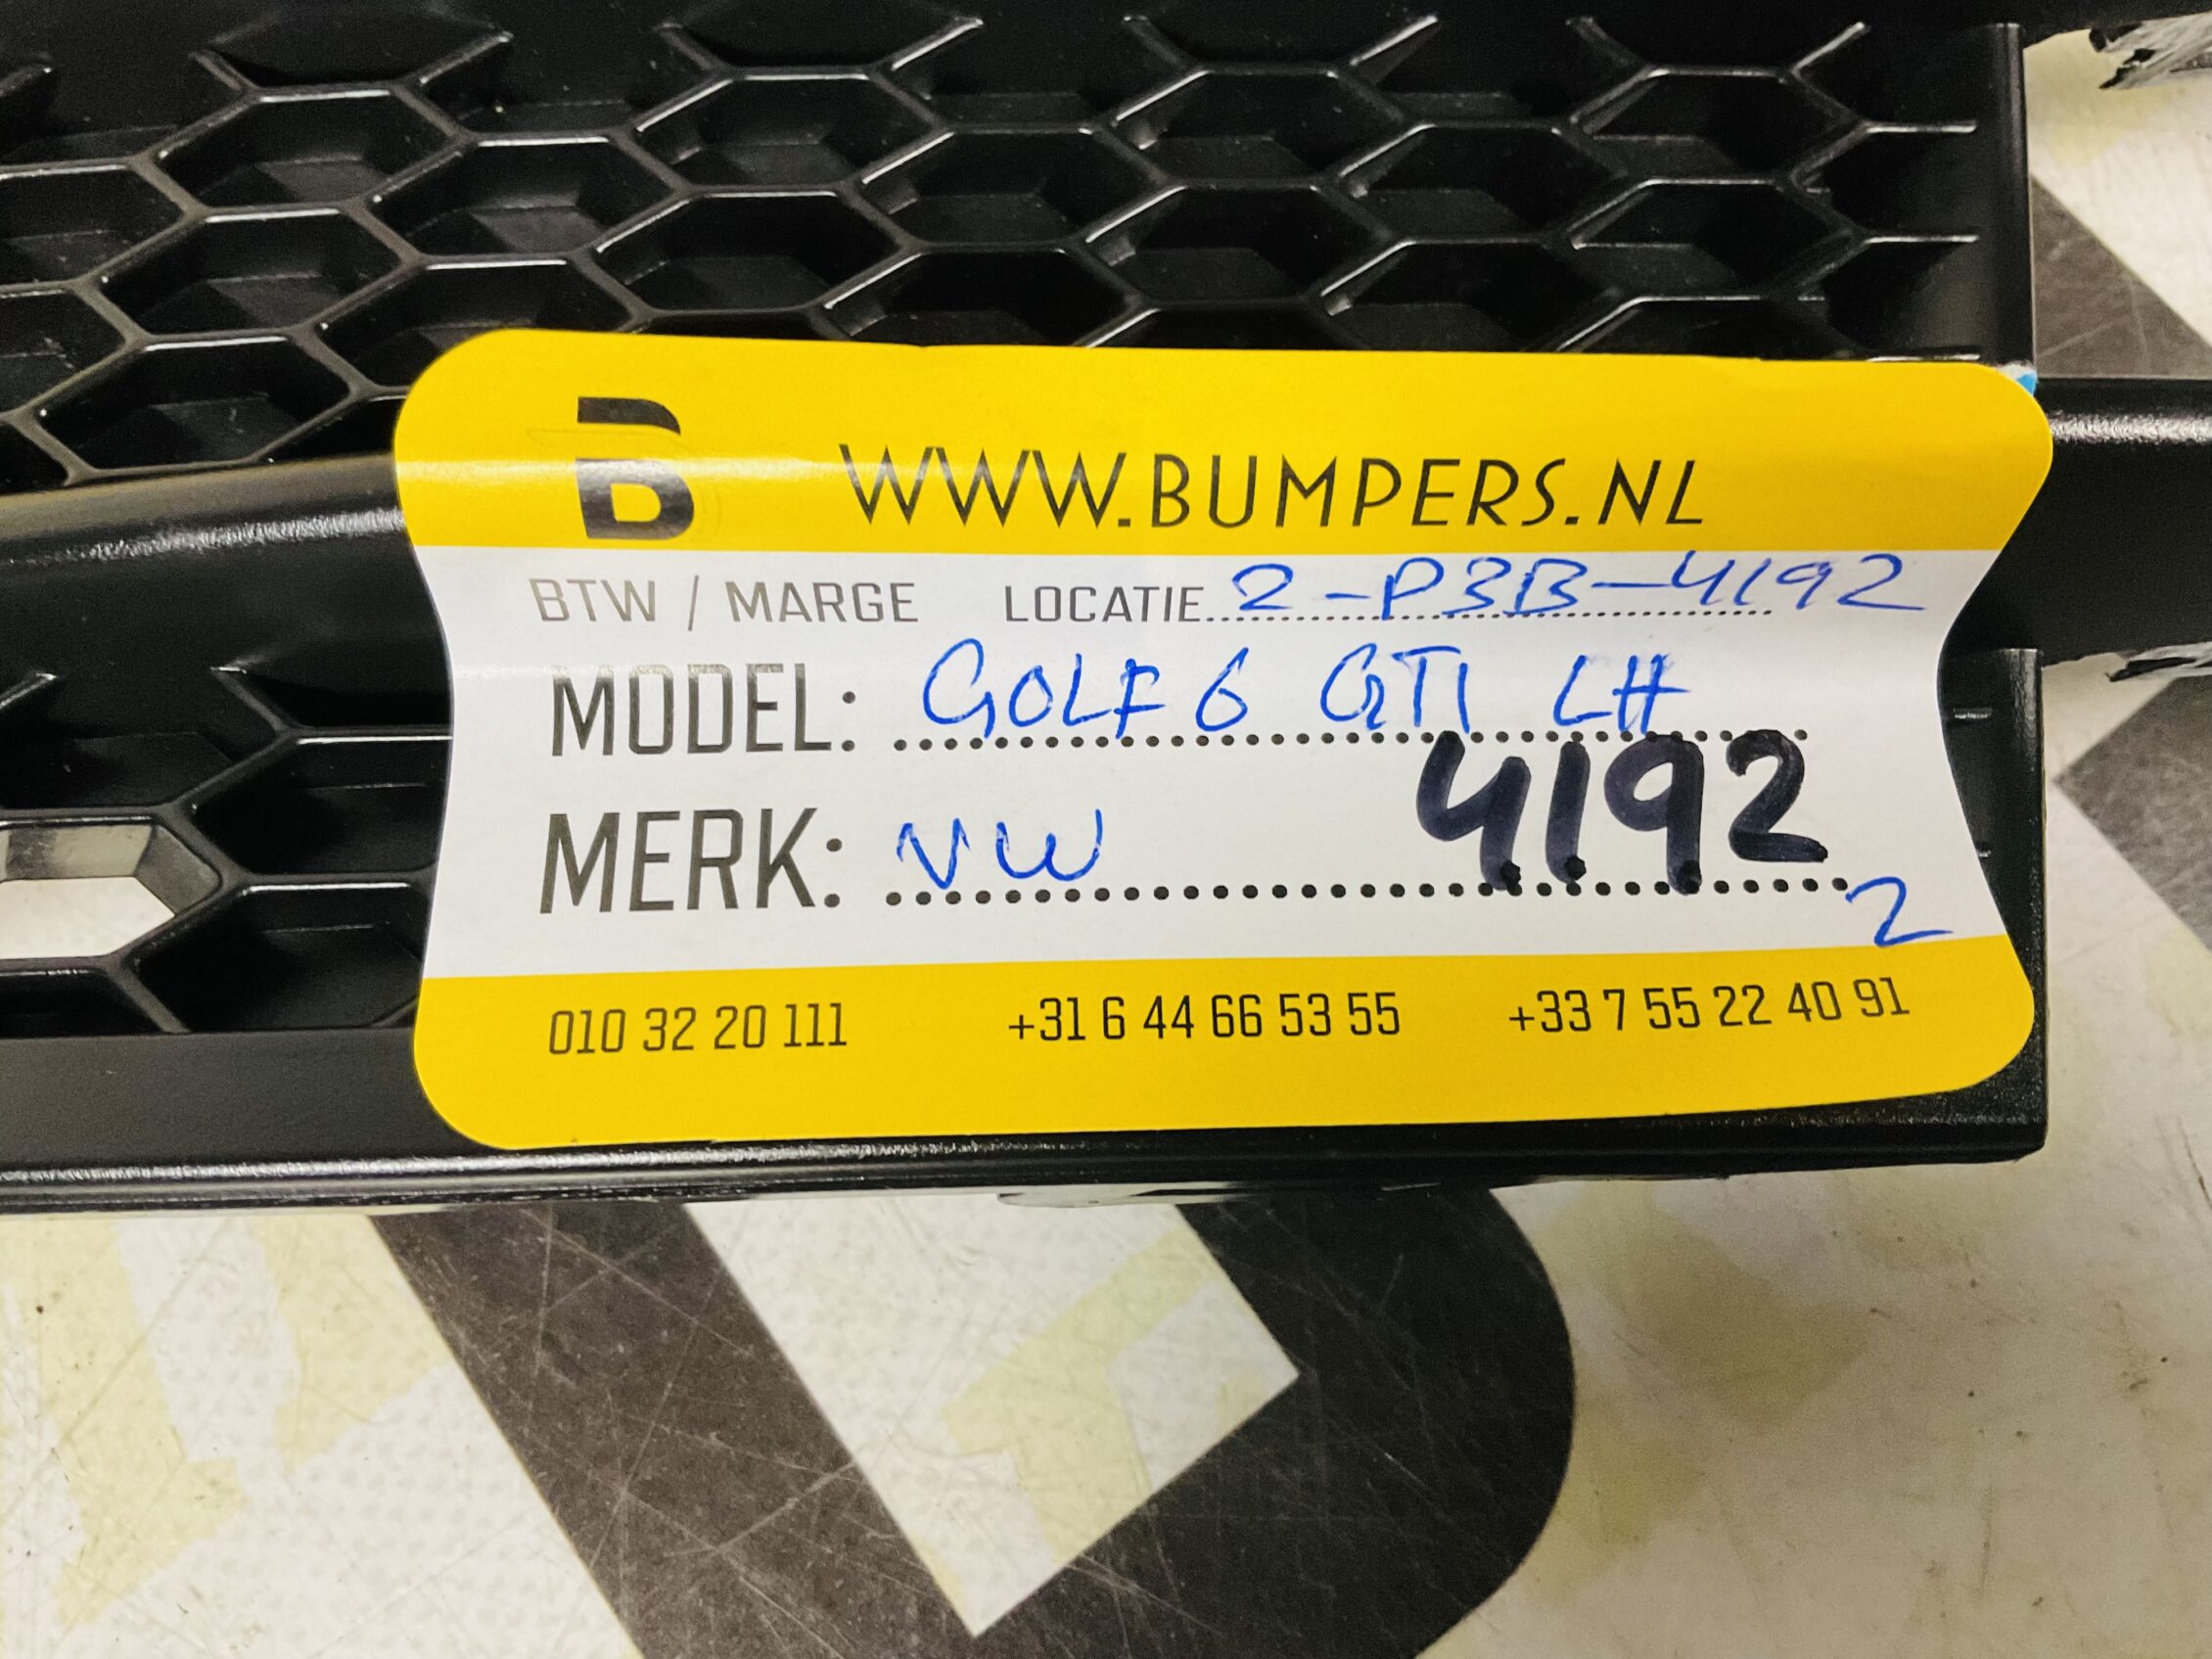 B WWW.BUMPERS.NL
BTW / MARGE LOCATIE 2-P3B-4192
MODEL: GOLF 6 GTI LH
4192
MERK: VW
2
010 32 20 111 +31 6 44 66 53 55 +33 7 55 22 40 91